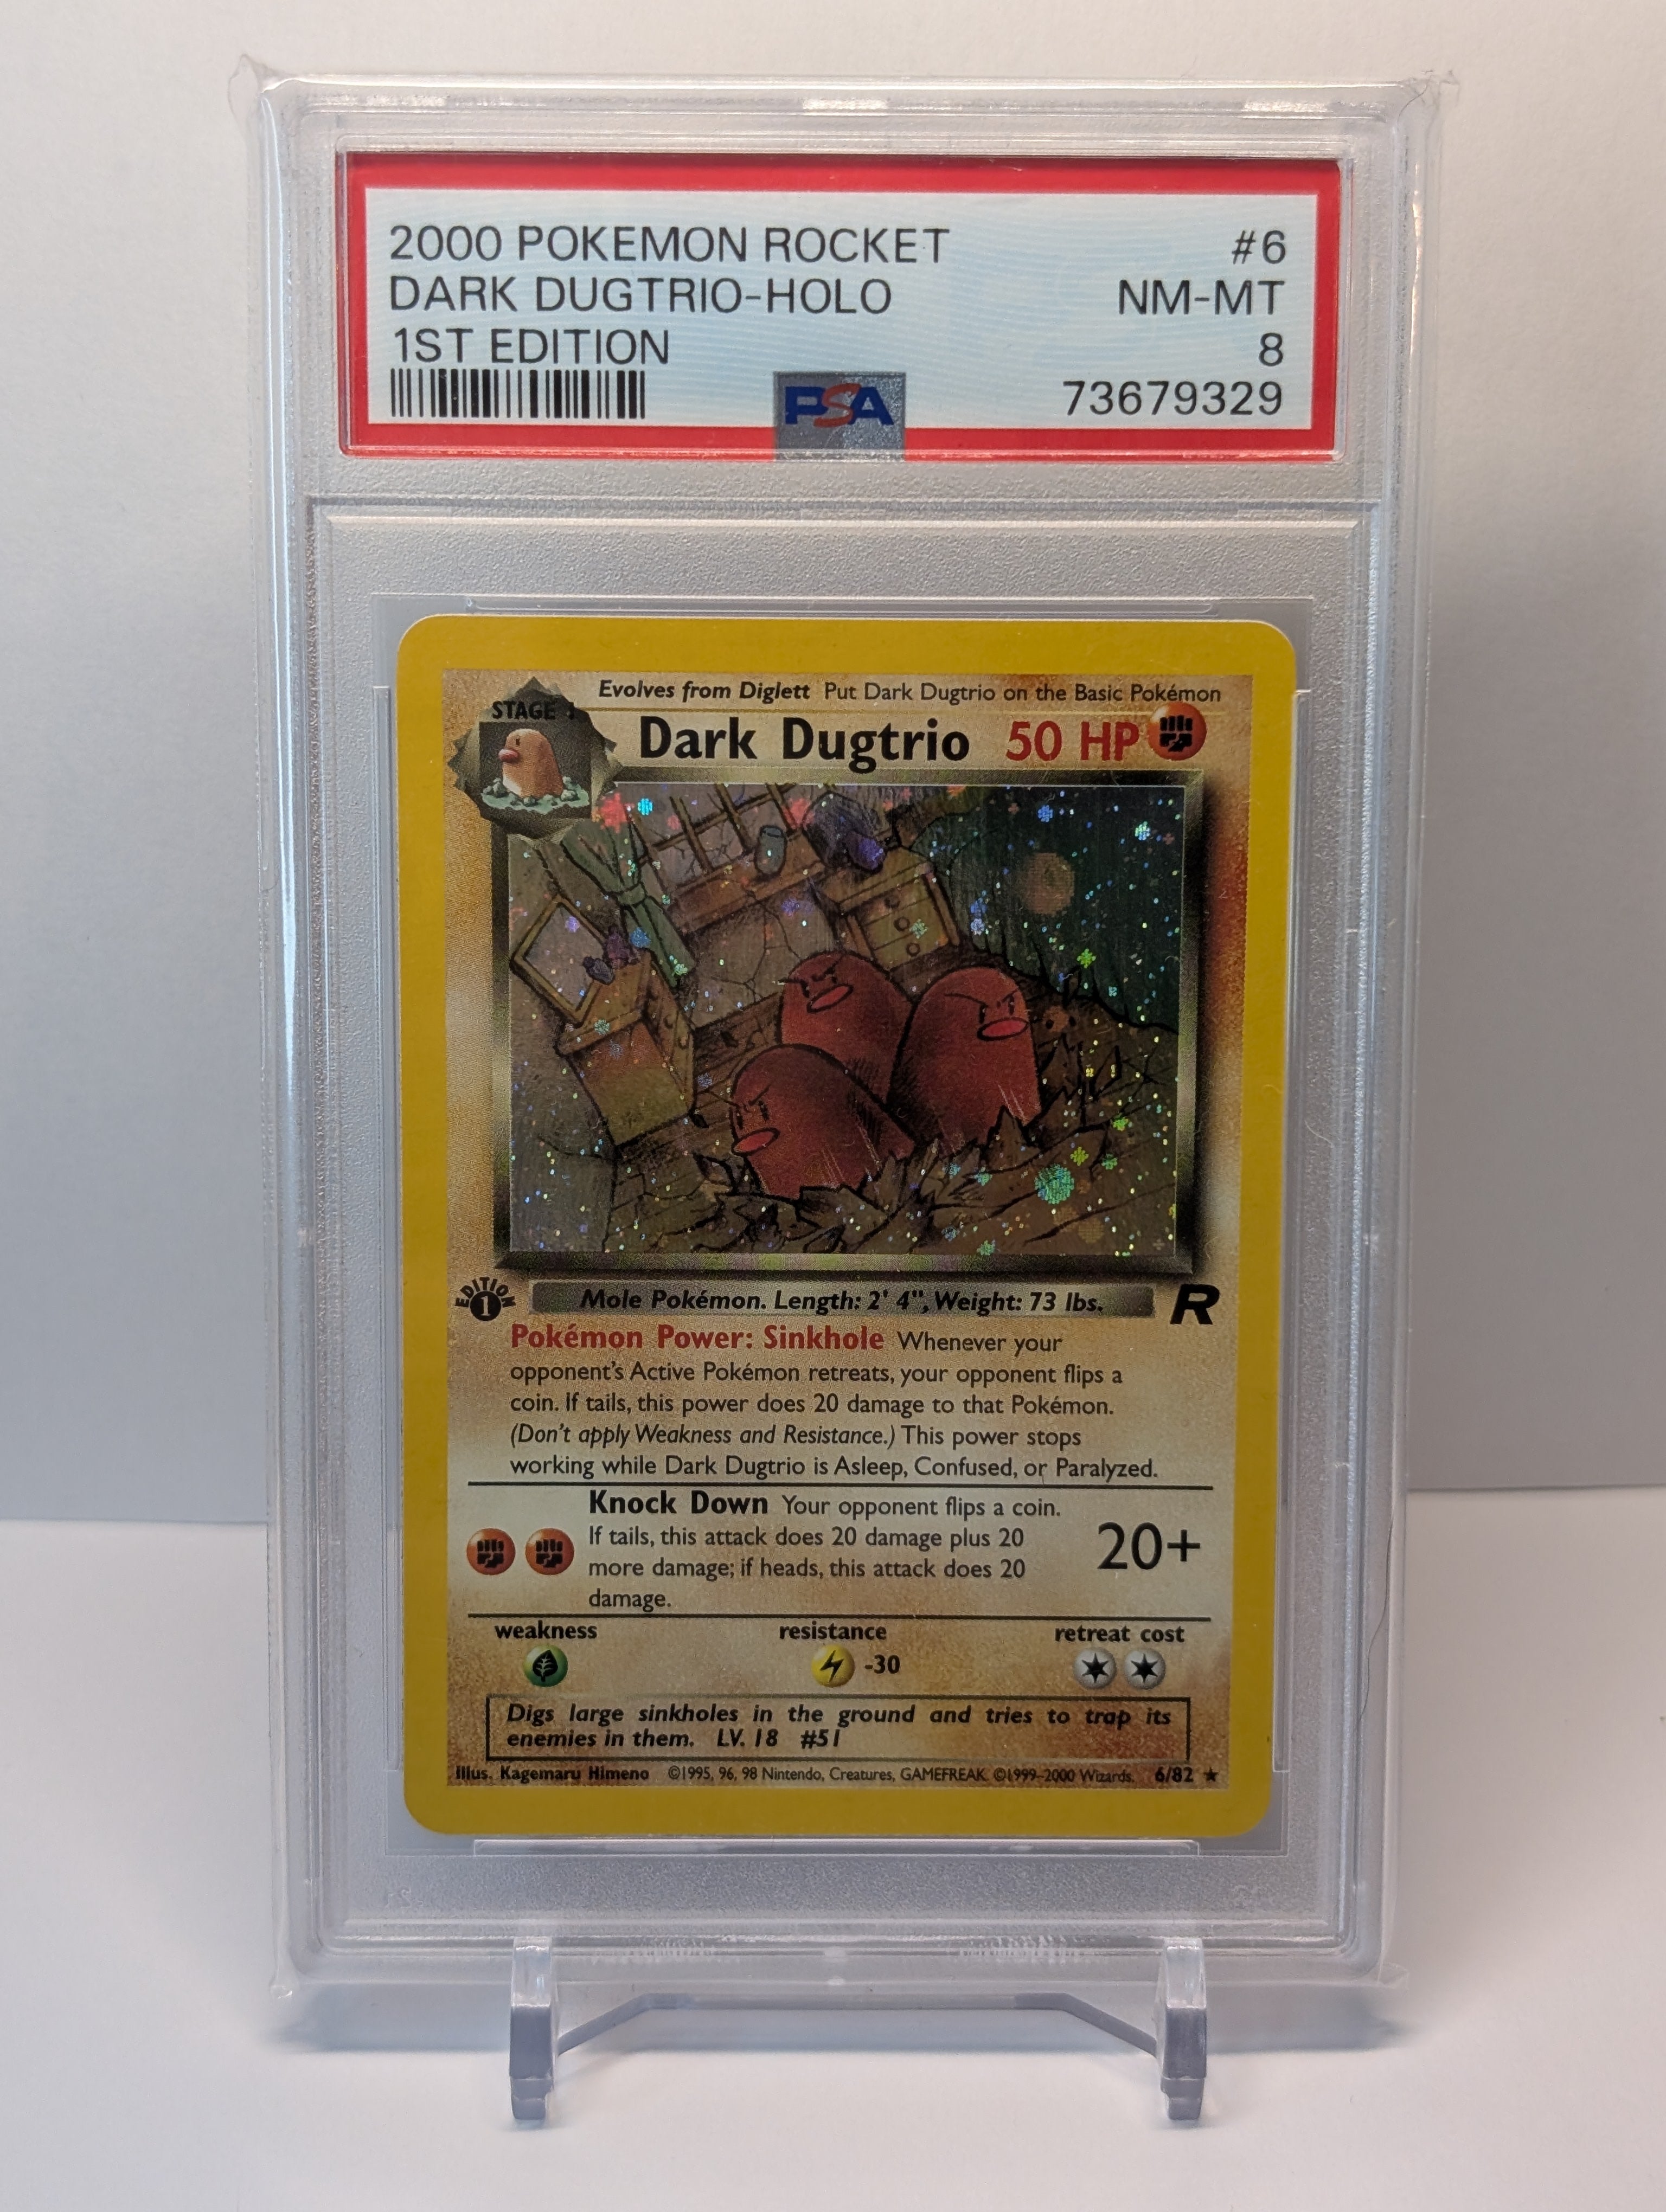 2000 POKEMON ROCKET #6
DARK DUGTRIO-HOLO NM-MT
1ST EDITION 8
PSA 73679329
Evolves from Diglett Put Dark Dugtrio on the Basic Pokémon
STAGE 1
Dark Dugtrio 50 HP
EDITION 1
Mole Pokémon. Length: 2' 4", Weight: 73 lbs. R
Pokémon Power: Sinkhole Whenever your
opponent's Active Pokémon retreats, your opponent flips a
coin. If tails, this power does 20 damage to that Pokémon.
(Don't apply Weakness and Resistance.) This power stops
working while Dark Dugtrio is Asleep, Confused, or Paralyzed.
Knock Down Your opponent flips a coin.
If tails, this attack does 20 damage plus 20
more damage; if heads, this attack does 20
damage.
20+
weakness resistance retreat cost
-30
Digs large sinkholes in the ground and tries to trap its
enemies in them. LV. 18 #51
Illus. Kagemaru Himeno ©1995, 96, 98 Nintendo, Creatures, GAMEFREAK. ©1999-2000 Wizards. 6/82 ★